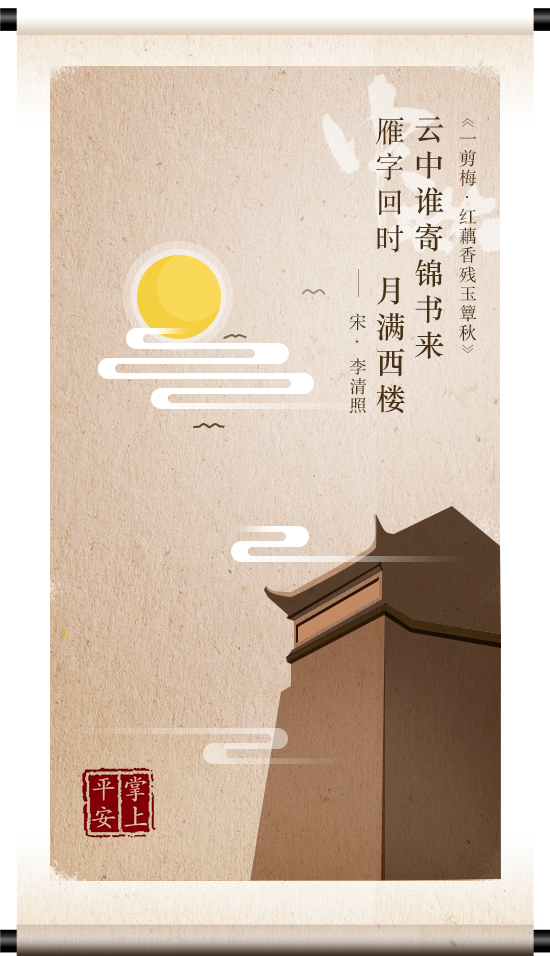 《一剪梅·红藕香残玉簟秋》
云中谁寄锦书来
雁字回时 月满西楼
——宋·李清照
掌上
平安